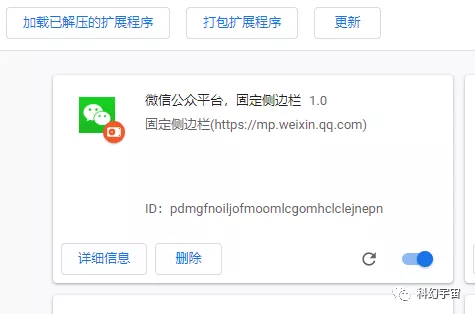 加载已解压的扩展程序
打包扩展程序
更新
微信公众平台，固定侧边栏 1.0
固定侧边栏(https://mp.weixin.qq.com)
ID：pdmgfnoiljofmoomlcgomhclclejnepn
详细信息
删除
科幻宇宙